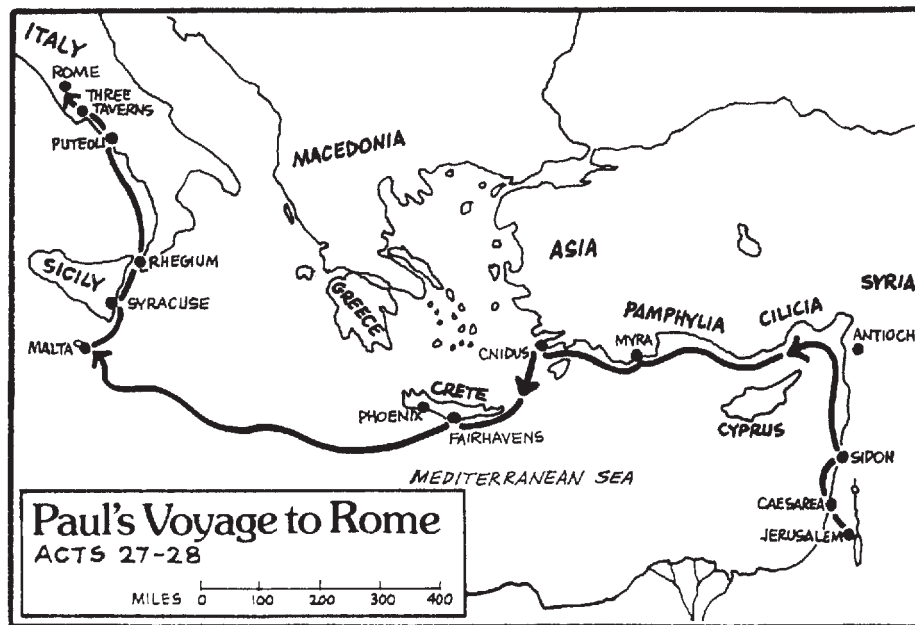 ITALY
ROME
THREE
TAVERNS
PUTEOLI
MACEDONIA
ASIA
SYRIA
RHEGIUM
SICILY
SYRACUSE
GREECE
PAMPHYLIA
CILICIA
MALTA
CNIDUS
MYRA
ANTIOCH
CRETE
PHOENIX
FAIRHAVENS
CYPRUS
SIDON
MEDITERRANEAN SEA
CAESAREA
JERUSALEM
Paul's Voyage to Rome
ACTS 27-28
MILES 0 100 200 300 400